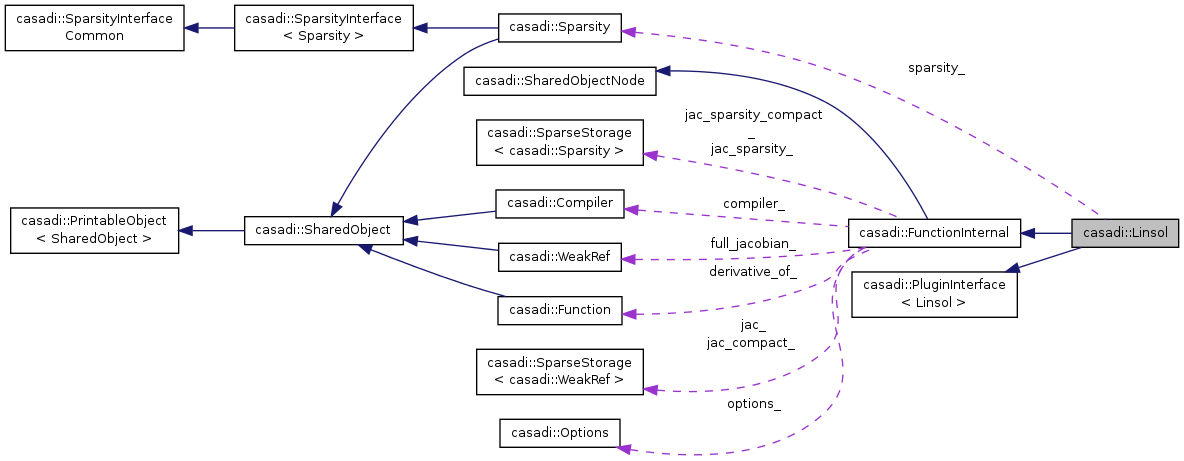 casadi::SparsityInterface
Common
casadi::SparsityInterface
< Sparsity >
casadi::Sparsity
sparsity_
casadi::SharedObjectNode
jac_sparsity_compact
_
jac_sparsity_
casadi::SparseStorage
< casadi::Sparsity >
casadi::PrintableObject
< SharedObject >
casadi::SharedObject
casadi::Compiler
compiler_
casadi::FunctionInternal
casadi::Linsol
casadi::WeakRef
full_jacobian_
derivative_of_
casadi::PluginInterface
< Linsol >
casadi::Function
jac_
jac_compact_
casadi::SparseStorage
< casadi::WeakRef >
options_
casadi::Options